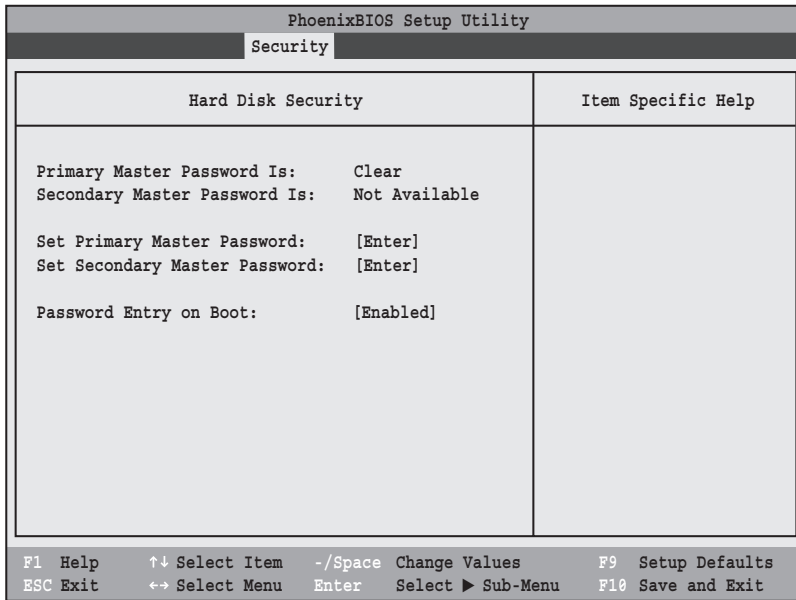 PhoenixBIOS Setup Utility
Security
Hard Disk Security
Item Specific Help
Primary Master Password Is: Clear
Secondary Master Password Is: Not Available
Set Primary Master Password: [Enter]
Set Secondary Master Password: [Enter]
Password Entry on Boot: [Enabled]
F1 Help ↑↓ Select Item -/Space Change Values F9 Setup Defaults
ESC Exit ←→ Select Menu Enter Select ▶ Sub-Menu F10 Save and Exit